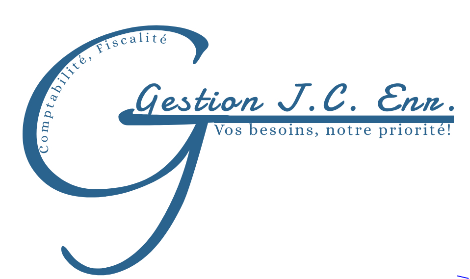 Comptabilité, Fiscalité
Gestion J.C. Enr.
Vos besoins, notre priorité!